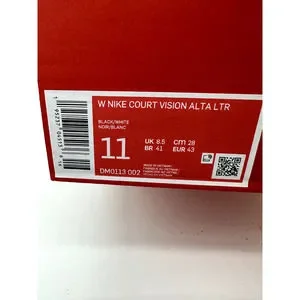 W NIKE COURT VISION ALTA LTR
BLACK/WHITE
NOIR/BLANC
11
UK 8.5 CM 28
BR 41 EUR 43
DM0113 002
MADE IN VIETNAM